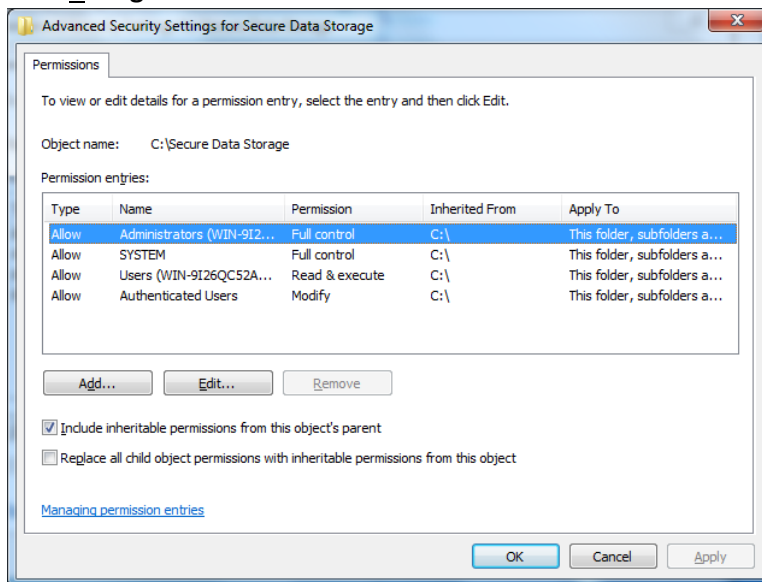 Advanced Security Settings for Secure Data Storage
Permissions
To view or edit details for a permission entry, select the entry and then click Edit.
Object name: C:\Secure Data Storage
Permission entries:
Type Name Permission Inherited From Apply To
Allow Administrators (WIN-9I2... Full control C:\ This folder, subfolders a...
Allow SYSTEM Full control C:\ This folder, subfolders a...
Allow Users (WIN-9I26QC52A... Read & execute C:\ This folder, subfolders a...
Allow Authenticated Users Modify C:\ This folder, subfolders a...
Add... Edit... Remove
Include inheritable permissions from this object's parent
Replace all child object permissions with inheritable permissions from this object
Managing permission entries
OK Cancel Apply